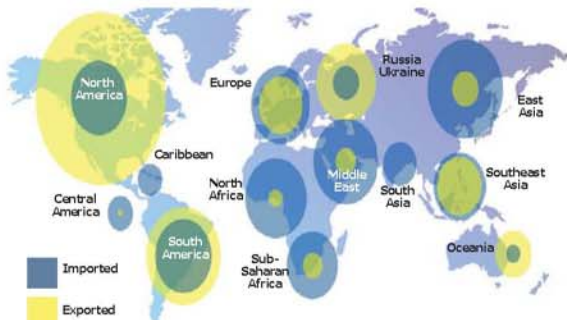 North
America
Europe
Russia
Ukraine
East
Asia
Caribbean
Central
America
North
Africa
Middle
East
South
Asia
Southeast
Asia
South
America
Sub-
Saharan
Africa
Oceania
Imported
Exported